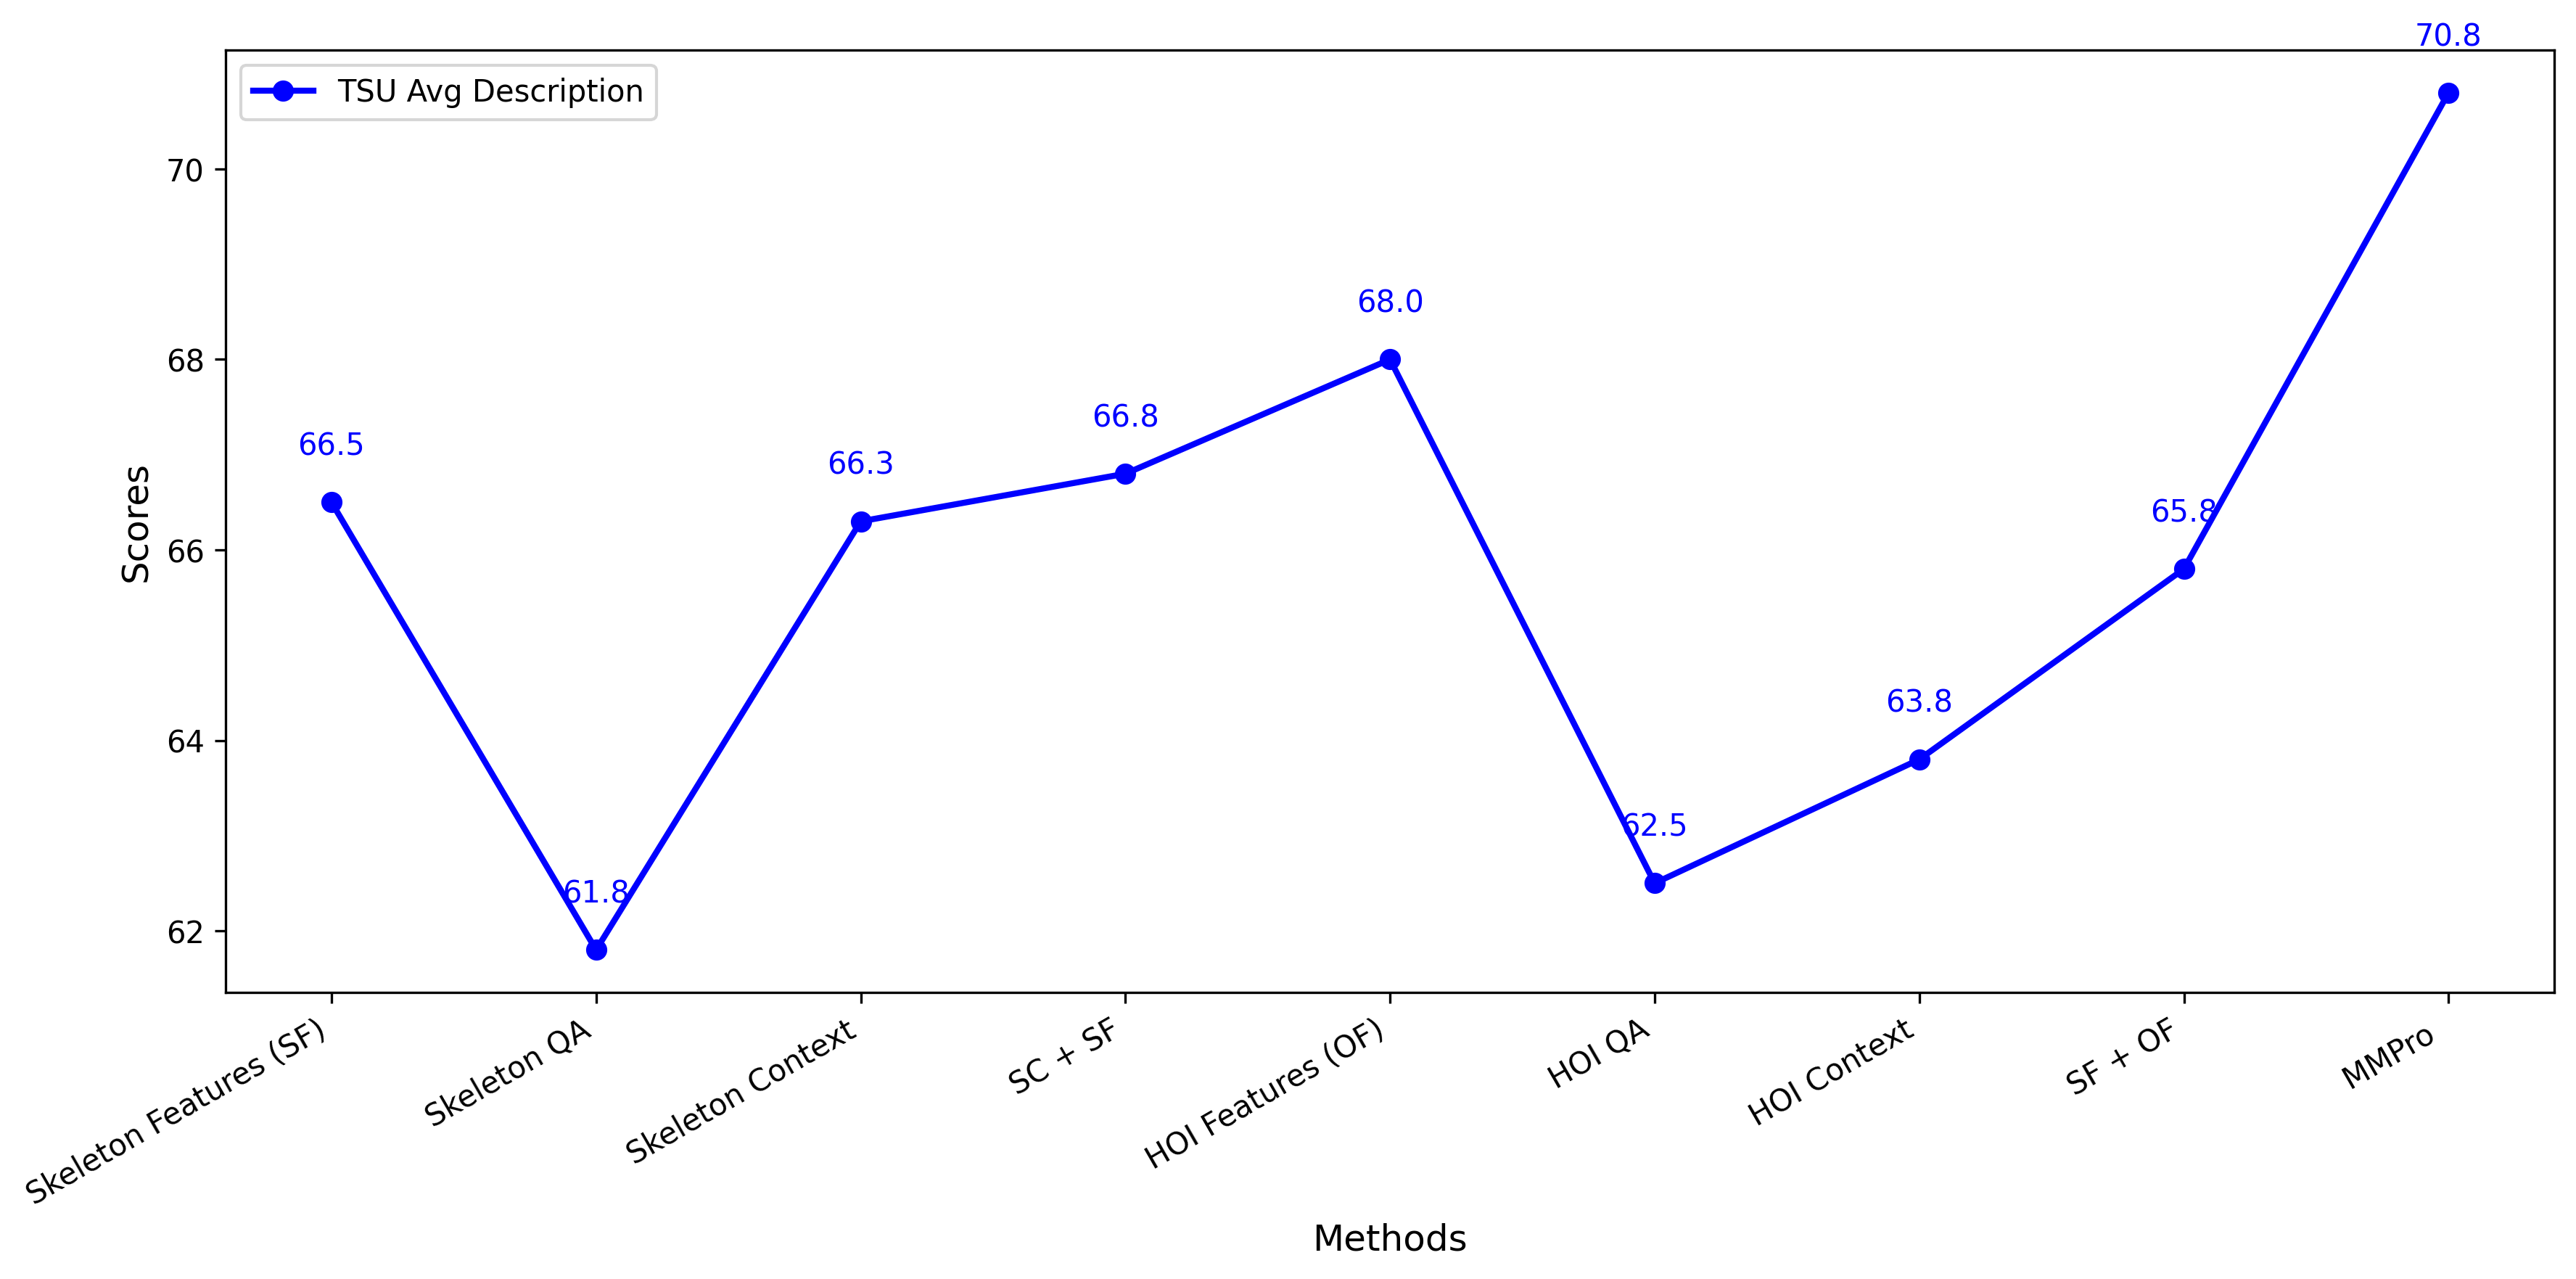 70.8
TSU Avg Description
70
68.0
68
66.8
66.5
66.3
65.8
66
Scores
63.8
64
62.5
61.8
62
Skeleton Features (SF)
Skeleton QA
Skeleton Context
SC + SF
HOI Features (OF)
HOI QA
HOI Context
SF + OF
MMPro
Methods